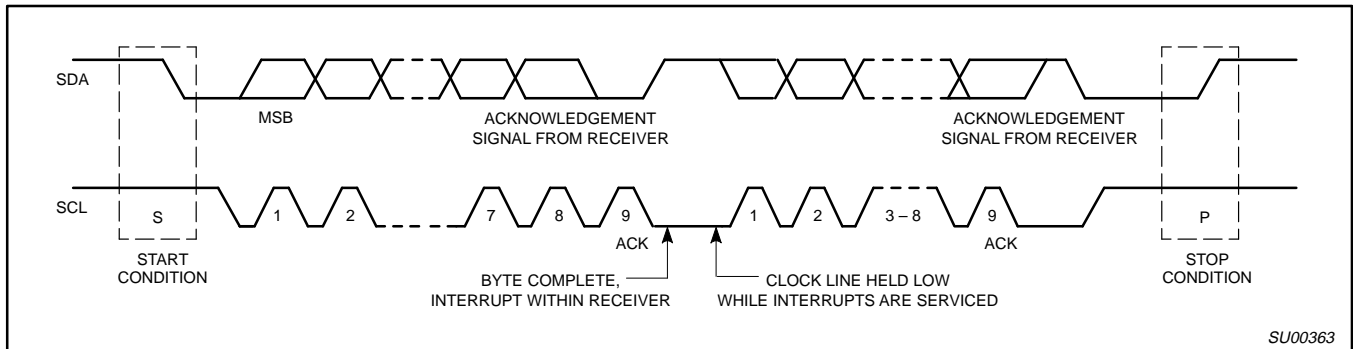 SDA
MSB
ACKNOWLEDGEMENT
SIGNAL FROM RECEIVER
ACKNOWLEDGEMENT
SIGNAL FROM RECEIVER
SCL
S
1
2
7
8
9
1
2
3 – 8
9
P
ACK
ACK
START
CONDITION
STOP
CONDITION
BYTE COMPLETE,
INTERRUPT WITHIN RECEIVER
CLOCK LINE HELD LOW
WHILE INTERRUPTS ARE SERVICED
SU00363